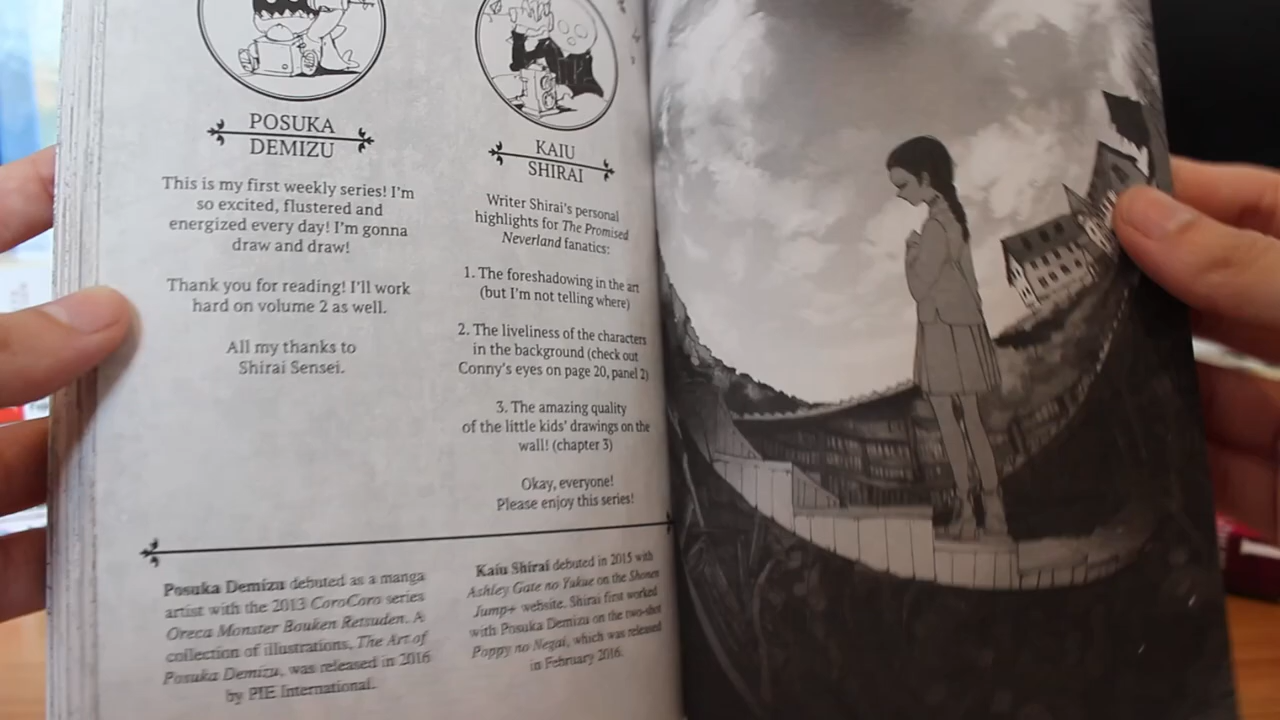 POSUKA
DEMIZU
This is my first weekly series! I'm
so excited, flustered and
energized every day! I'm gonna
draw and draw!
Thank you for reading! I'll work
hard on volume 2 as well.
All my thanks to
Shirai Sensei.
KAIU
SHIRAI
Writer Shirai's personal
highlights for The Promised
Neverland fanatics:
1. The foreshadowing in the art
(but I'm not telling where)
2. The liveliness of the characters
in the background (check out
Conny's eyes on page 20, panel 2)
3. The amazing quality
of the little kids' drawings on the
wall! (chapter 3)
Okay, everyone!
Please enjoy this series!
Posuka Demizu debuted as a manga
artist with the 2013 CoroCoro series
Oreca Monster Bouken Retsuden. A
collection of illustrations, The Art of
Posuka Demizu, was released in 2016
by PIE International.
Kaiu Shirai debuted in 2015 with
Ashley Gate no Yukue on the Shonen
Jump+ website. Shirai first worked
with Posuka Demizu on the two-shot
Poppy no Negai, which was released
in February 2016.